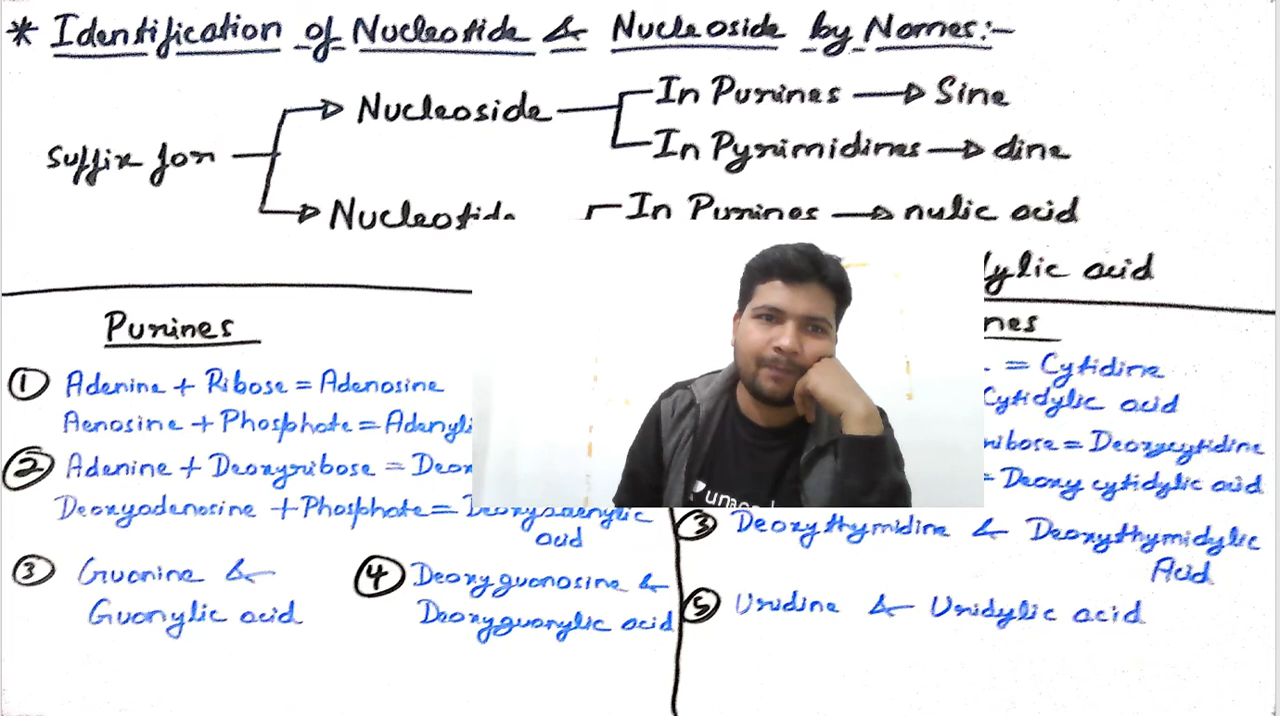 * Identification of Nucleotide & Nucleoside by Names:-
Suffix for
Nucleoside
In Purines → Sine
In Pyrimidines → dine
Nucleotide
In Purines → nylic acid
dylic acid
Purines
① Adenine + Ribose = Adenosine
Aenosine + Phosphate = Adenyli
② Adenine + Deoxyribose = Deox
Deoxyadenosine + Phosphate = Deoxyadenylic
acid
③ Guanine &
Guanylic acid
④ Deoxyguanosine &
Deoxyguanylic acid
nes
= Cytidine
Cytidylic acid
ribose = Deoxycytidine
= Deoxy cytidylic acid
③ Deoxythymidine & Deoxythymidylic
Acid
⑤ Uridine & Uridylic acid